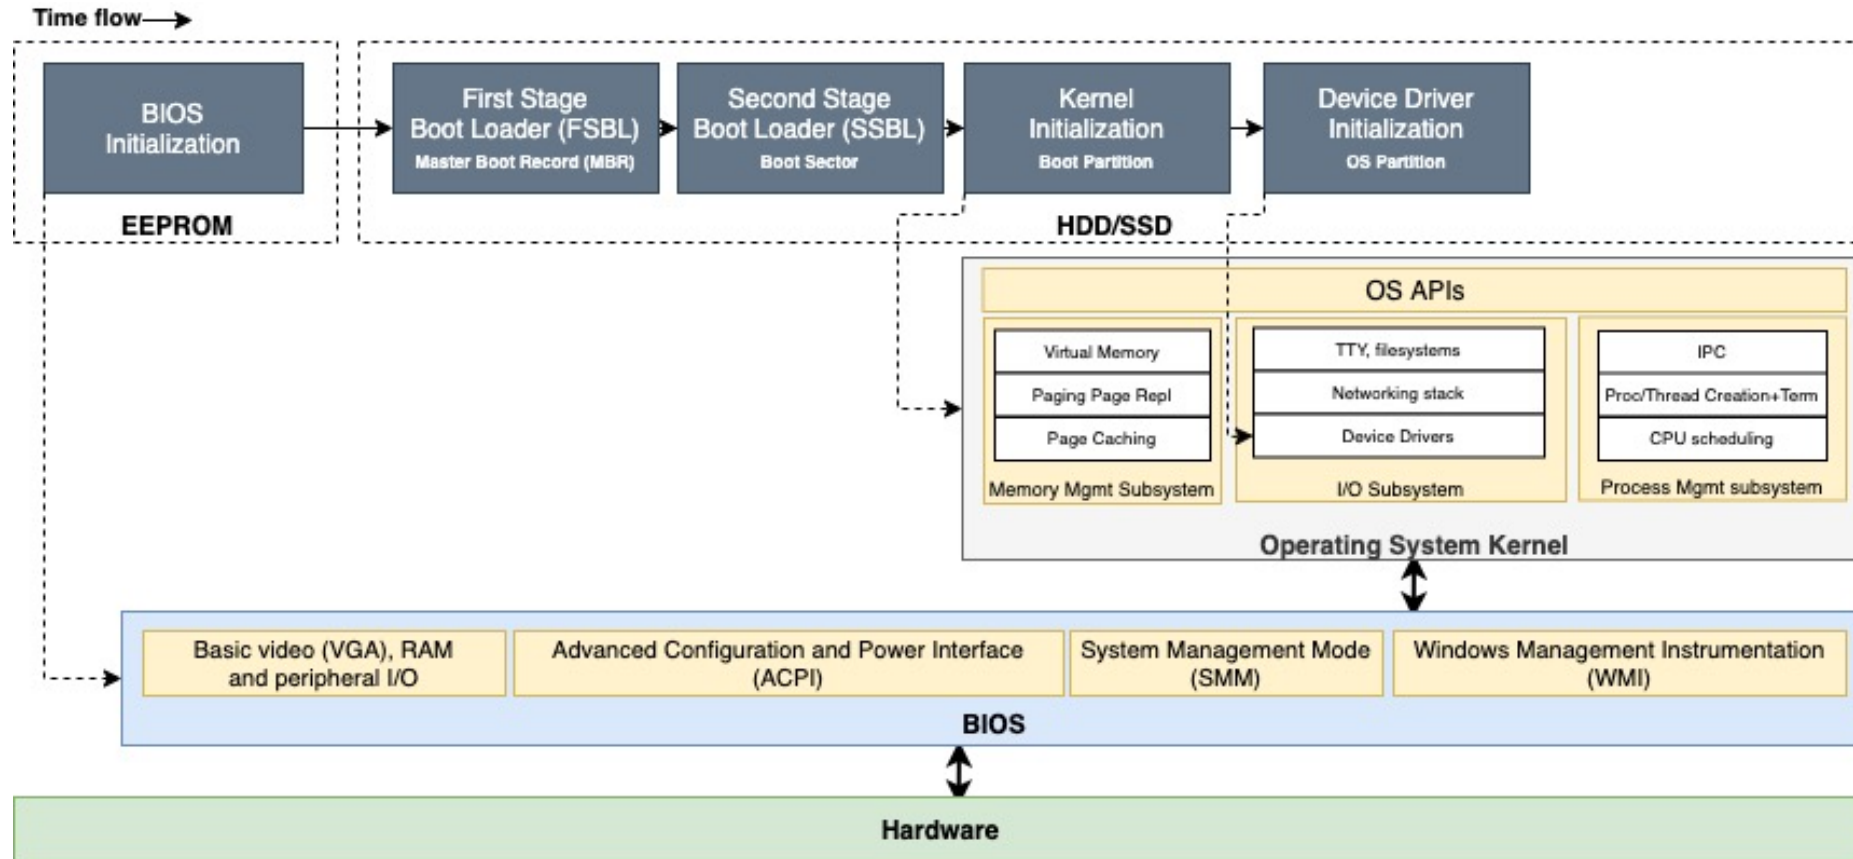 Time flow
BIOS
Initialization
First Stage
Boot Loader (FSBL)
Master Boot Record (MBR)
Second Stage
Boot Loader (SSBL)
Boot Sector
Kernel
Initialization
Boot Partition
Device Driver
Initialization
OS Partition
EEPROM
HDD/SSD
OS APIs
Virtual Memory
Paging Page Repl
Page Caching
Memory Mgmt Subsystem
TTY, filesystems
Networking stack
Device Drivers
I/O Subsystem
IPC
Proc/Thread Creation+Term
CPU scheduling
Process Mgmt subsystem
Operating System Kernel
Basic video (VGA), RAM
and peripheral I/O
Advanced Configuration and Power Interface
(ACPI)
System Management Mode
(SMM)
Windows Management Instrumentation
(WMI)
BIOS
Hardware